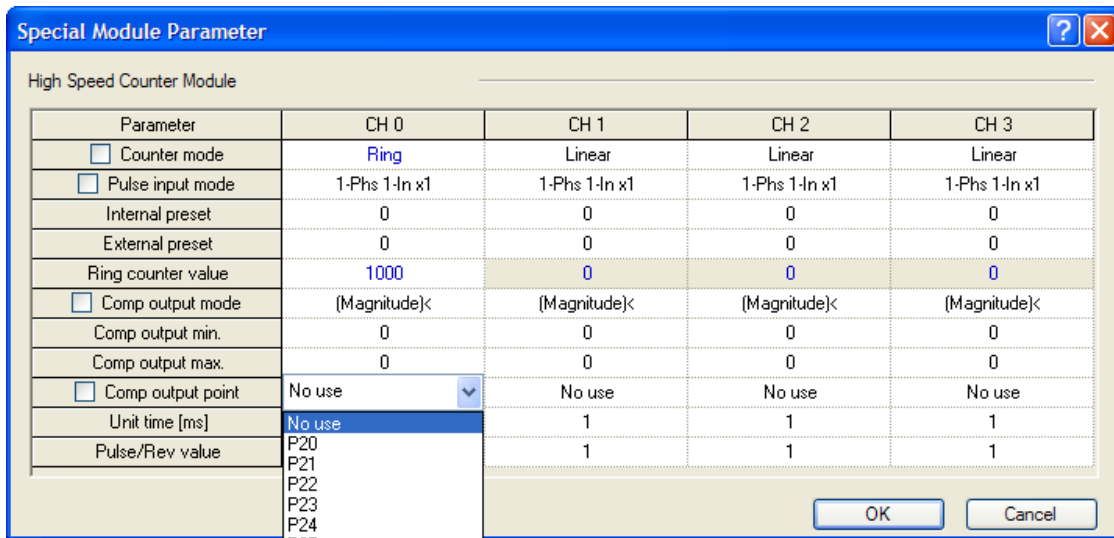 Special Module Parameter
High Speed Counter Module
Parameter CH 0 CH 1 CH 2 CH 3
Counter mode Ring Linear Linear Linear
Pulse input mode 1-Phs 1-In x1 1-Phs 1-In x1 1-Phs 1-In x1 1-Phs 1-In x1
Internal preset 0 0 0 0
External preset 0 0 0 0
Ring counter value 1000 0 0 0
Comp output mode (Magnitude)< (Magnitude)< (Magnitude)< (Magnitude)<
Comp output min. 0 0 0 0
Comp output max. 0 0 0 0
Comp output point No use No use No use No use
Unit time [ms] No use 1 1 1
P20
Pulse/Rev value P21 1 1 1
P22
P23
P24
OK Cancel